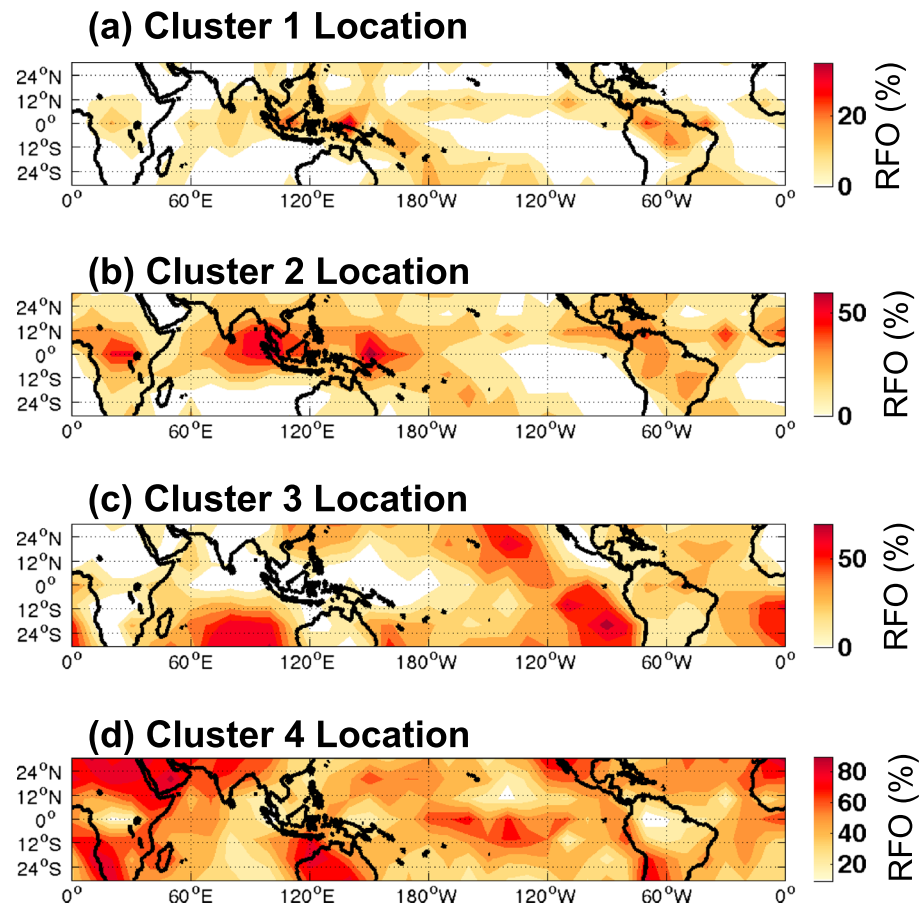 (a) Cluster 1 Location
24°N
12°N
0°
12°S
24°S
0° 60°E 120°E 180°W 120°W 60°W 0°
20
0
RFO (%)
(b) Cluster 2 Location
24°N
12°N
0°
12°S
24°S
0° 60°E 120°E 180°W 120°W 60°W 0°
50
0
RFO (%)
(c) Cluster 3 Location
24°N
12°N
0°
12°S
24°S
0° 60°E 120°E 180°W 120°W 60°W 0°
50
0
RFO (%)
(d) Cluster 4 Location
24°N
12°N
0°
12°S
24°S
0° 60°E 120°E 180°W 120°W 60°W 0°
80
60
40
20
RFO (%)